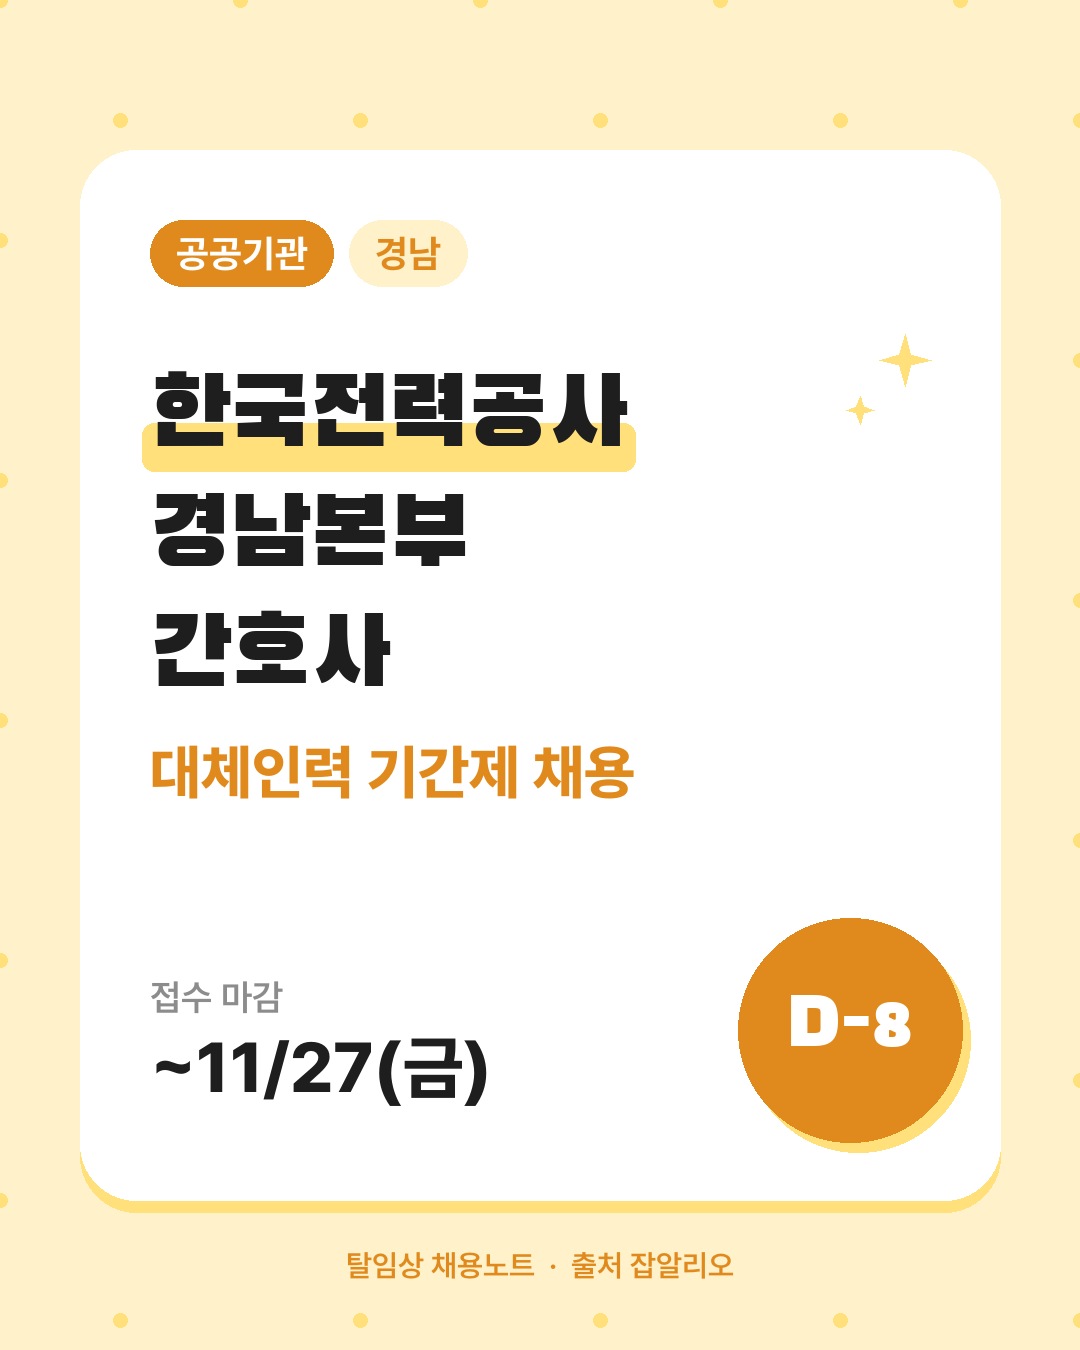 공공기관 경남
한국전력공사
경남본부
간호사
대체인력 기간제 채용
접수 마감
~11/27(금)
D-8
탈임상 채용노트 · 출처 잡알리오